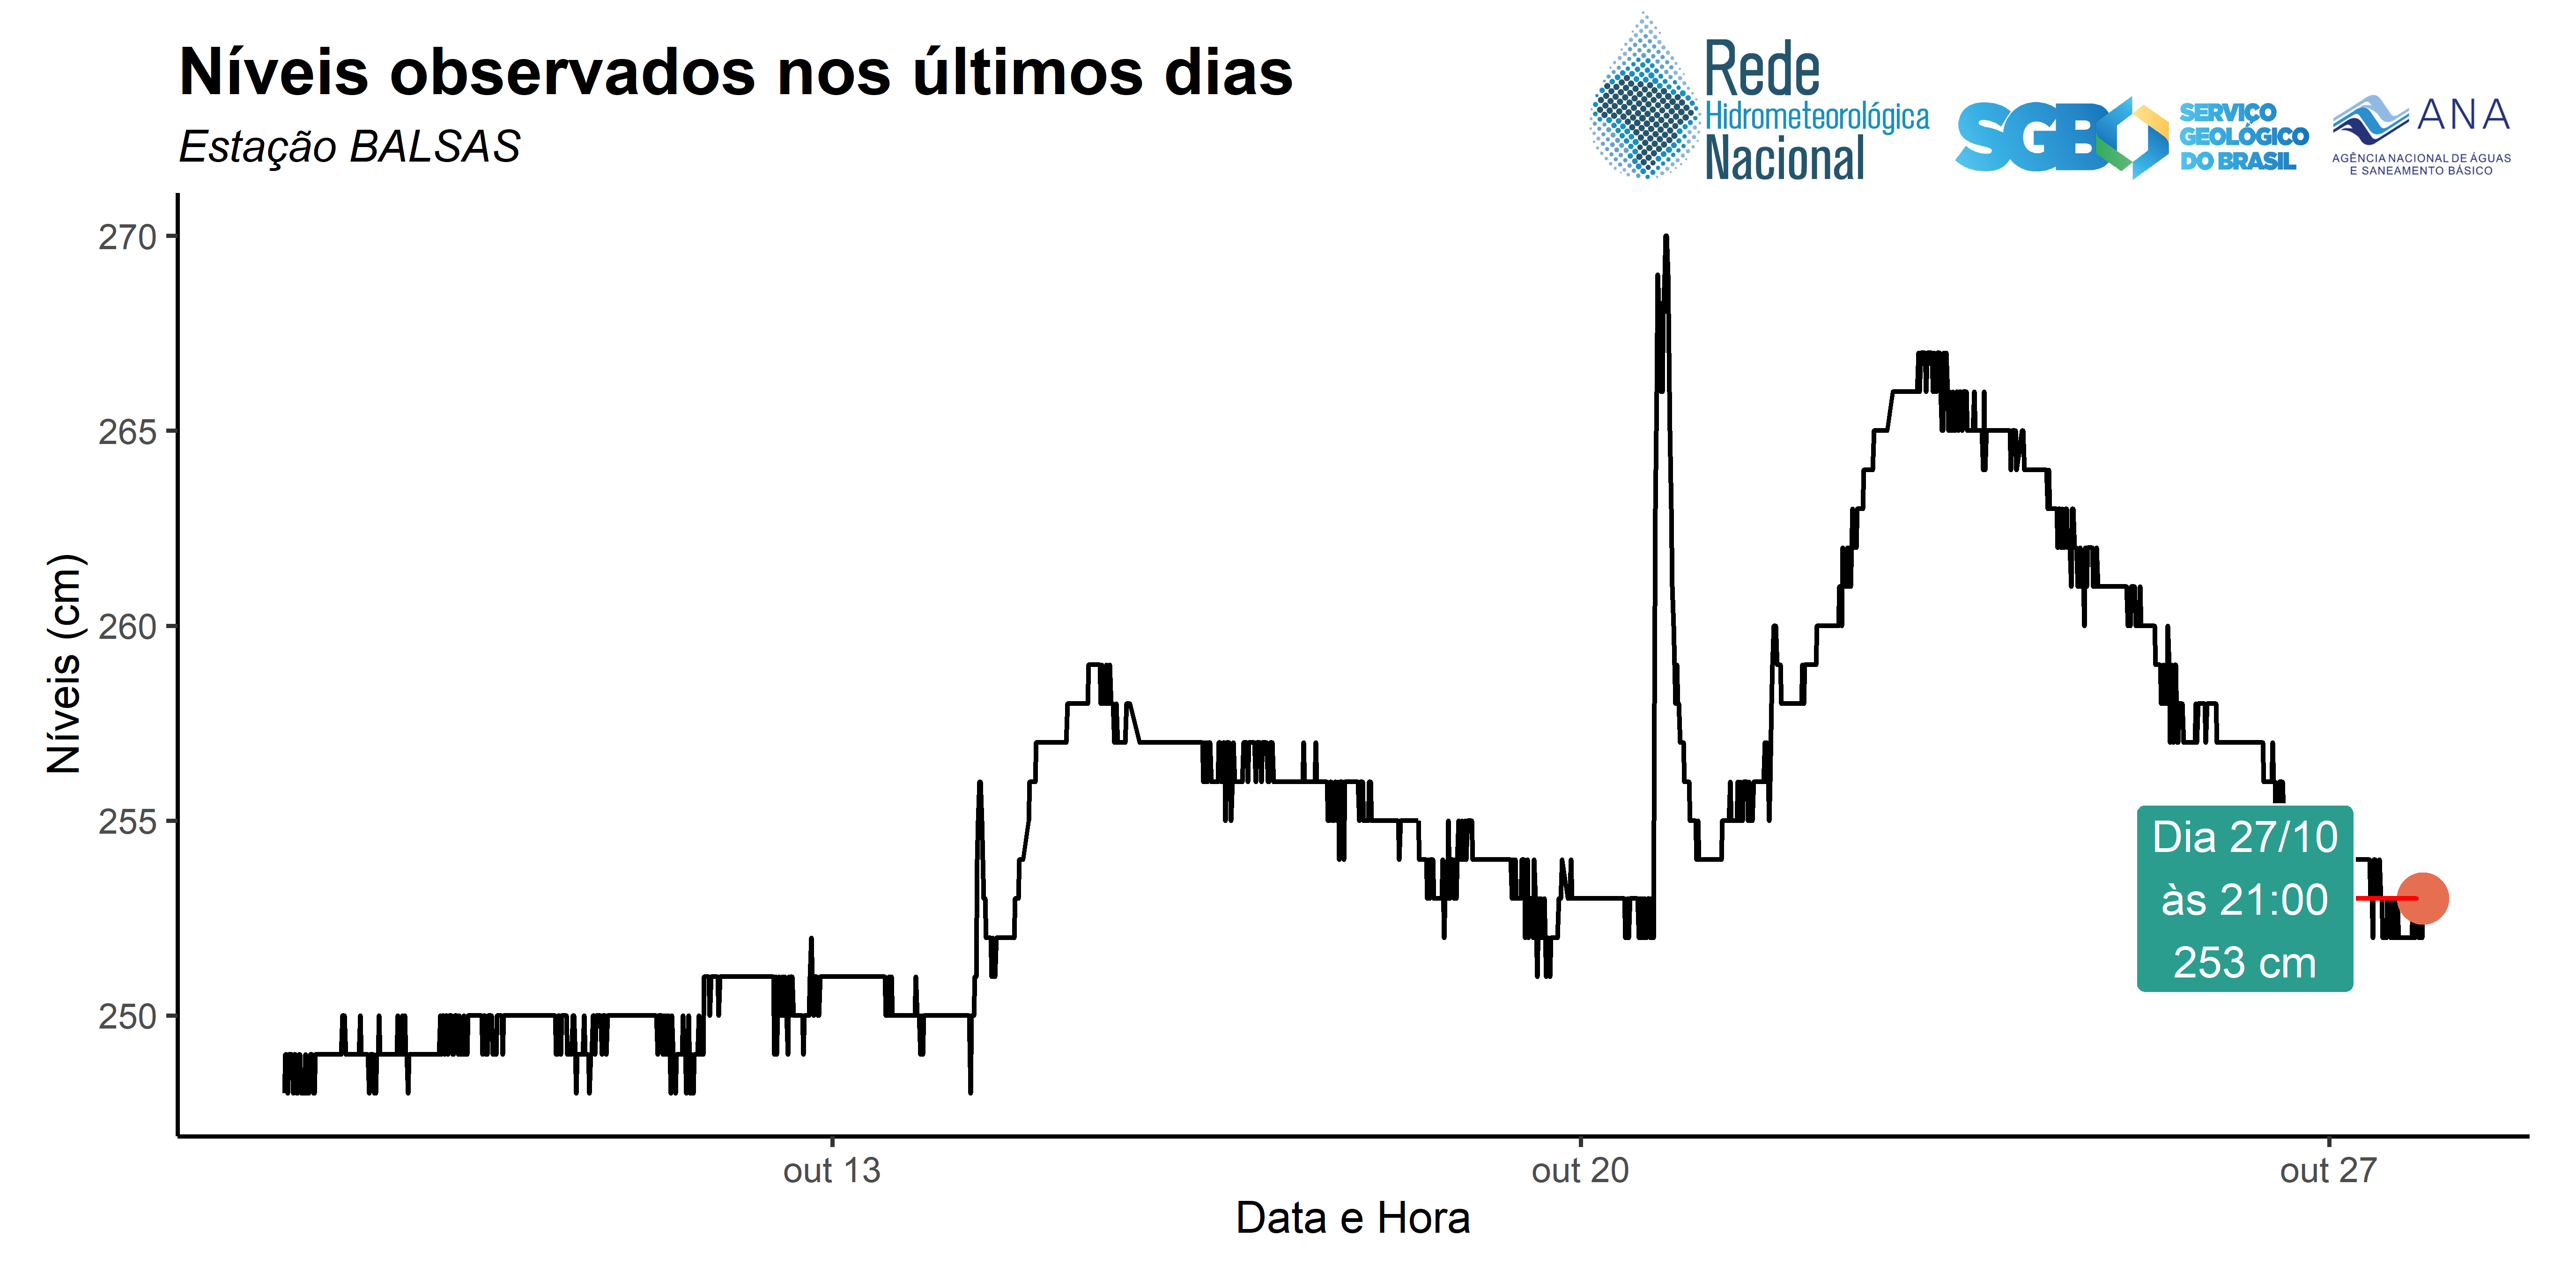 Níveis observados nos últimos dias
Estação BALSAS
Rede
Hidrometeorológica
Nacional
SGB
SERVIÇO
GEOLÓGICO
DO BRASIL
ANA
AGÊNCIA NACIONAL DE ÁGUAS
E SANEAMENTO BÁSICO
Níveis (cm)
270
265
260
255
250
Dia 27/10
às 21:00
253 cm
out 13
out 20
out 27
Data e Hora